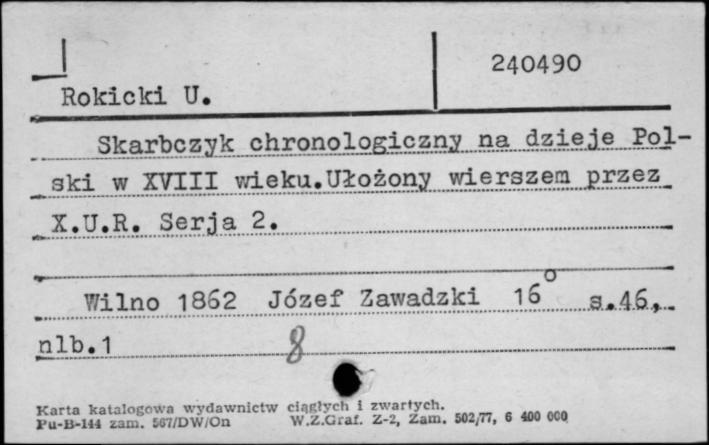 240490
Rokicki U.
Skarbczyk chronologiczny na dzieje Pol-
ski w XVIII wieku.Ułożony wierszem przez
X.U.R. Serja 2.
Wilno 1862 Józef Zawadzki 16° s.46,
nlb.1 8
Karta katalogowa wydawnictw ciągłych i zwartych.
Pu-B-144 zam. 567/DW/On W.Z.Graf. Z-2, Zam. 502/77, 6 400 000